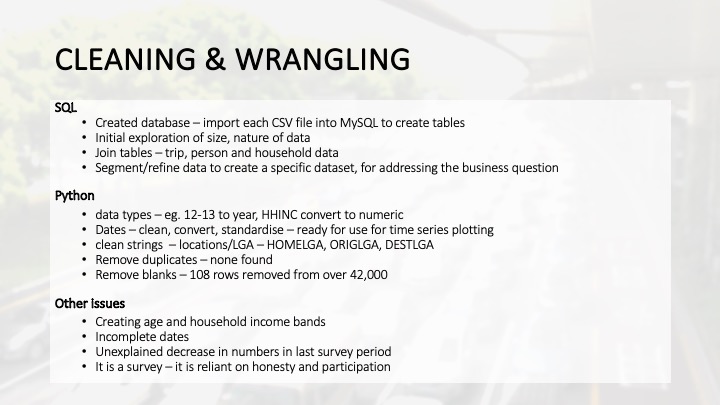 CLEANING & WRANGLING
SQL
• Created database – import each CSV file into MySQL to create tables
• Initial exploration of size, nature of data
• Join tables – trip, person and household data
• Segment/refine data to create a specific dataset, for addressing the business question
Python
• data types – eg. 12-13 to year, HHINC convert to numeric
• Dates – clean, convert, standardise – ready for use for time series plotting
• clean strings – locations/LGA – HOMELGA, ORIGLGA, DESTLGA
• Remove duplicates – none found
• Remove blanks – 108 rows removed from over 42,000
Other issues
• Creating age and household income bands
• Incomplete dates
• Unexplained decrease in numbers in last survey period
• It is a survey – it is reliant on honesty and participation